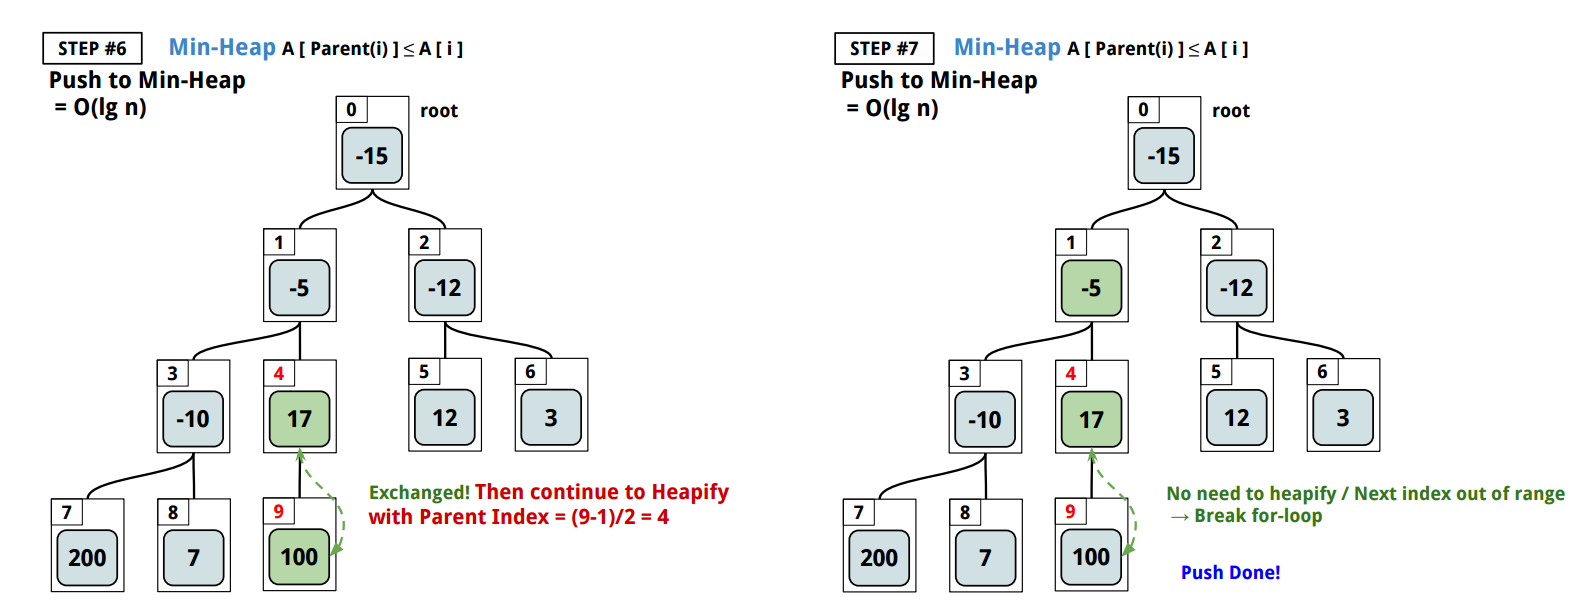 STEP #6
Min-Heap A [ Parent(i) ] ≤ A [ i ]
Push to Min-Heap
= O(lg n)
0
root
-15
1
2
-5
-12
3
4
5
6
-10
17
12
3
7
8
9
200
7
100
Exchanged! Then continue to Heapify
with Parent Index = (9-1)/2 = 4
STEP #7
Min-Heap A [ Parent(i) ] ≤ A [ i ]
Push to Min-Heap
= O(lg n)
0
root
-15
1
2
-5
-12
3
4
5
6
-10
17
12
3
7
8
9
200
7
100
No need to heapify / Next index out of range
→ Break for-loop
Push Done!